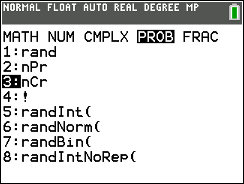 NORMAL FLOAT AUTO REAL DEGREE MP
MATH NUM CMPLX PROB FRAC
1:rand
2:nPr
3:nCr
4:!
5:randInt(
6:randNorm(
7:randBin(
8:randIntNoRep(